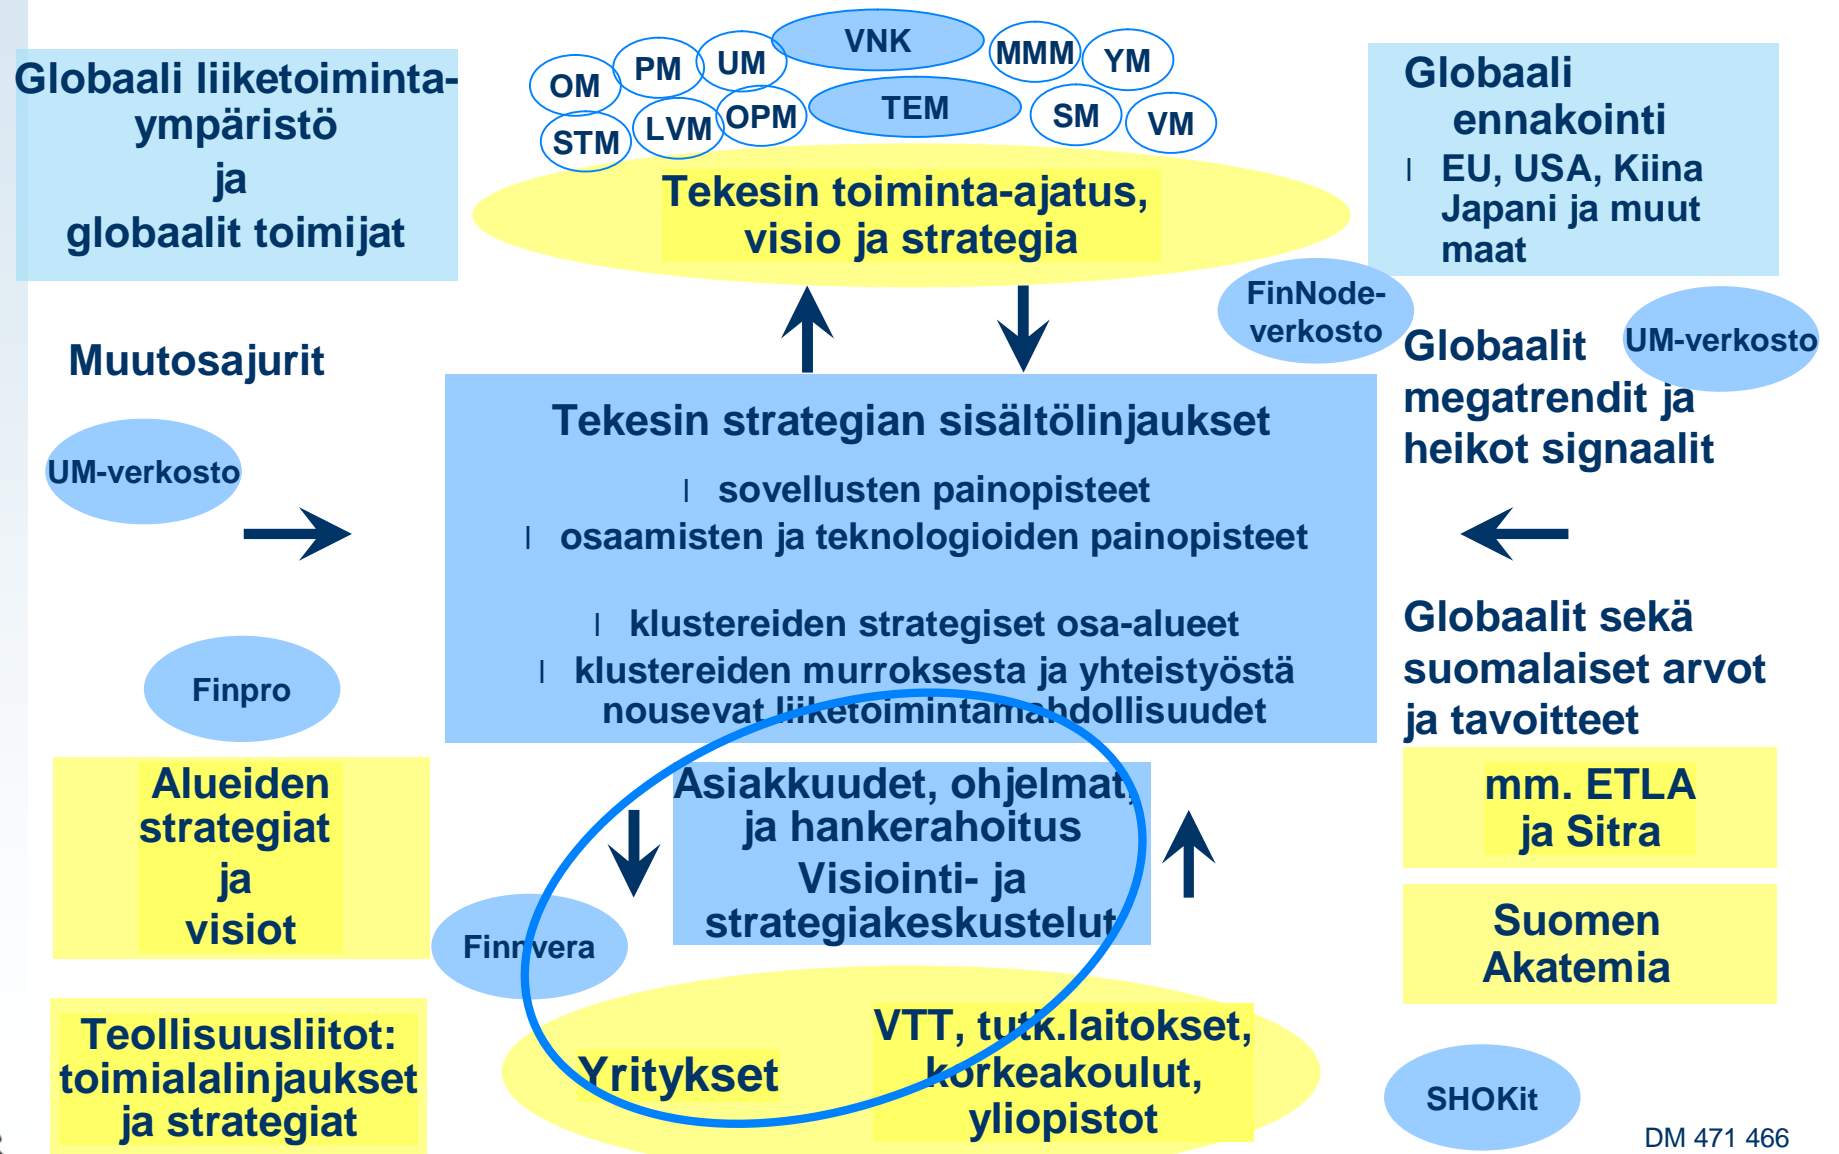 Globaali liiketoiminta-
ympäristö
ja
globaalit toimijat
OM
PM
UM
VNK
MMM
YM
STM
LVM
OPM
TEM
SM
VM
Tekesin toiminta-ajatus,
visio ja strategia
Globaali
ennakointi
l EU, USA, Kiina
Japani ja muut
maat
FinNode-
verkosto
UM-verkosto
Muutosajurit
UM-verkosto
Globaalit
megatrendit ja
heikot signaalit
Tekesin strategian sisältölinjaukset
l sovellusten painopisteet
l osaamisten ja teknologioiden painopisteet
l klustereiden strategiset osa-alueet
l klustereiden murroksesta ja yhteistyöstä
nousevat liiketoimintamahdollisuudet
Globaalit sekä
suomalaiset arvot
ja tavoitteet
Finpro
Alueiden
strategiat
ja
visiot
Asiakkuudet, ohjelmat,
ja hankerahoitus
Visiointi- ja
strategiakeskustelut
mm. ETLA
ja Sitra
Suomen
Akatemia
Finnvera
Teollisuusliitot:
toimialalinjaukset
ja strategiat
Yritykset
VTT, tutk.laitokset,
korkeakoulut,
yliopistot
SHOKit
DM 471 466